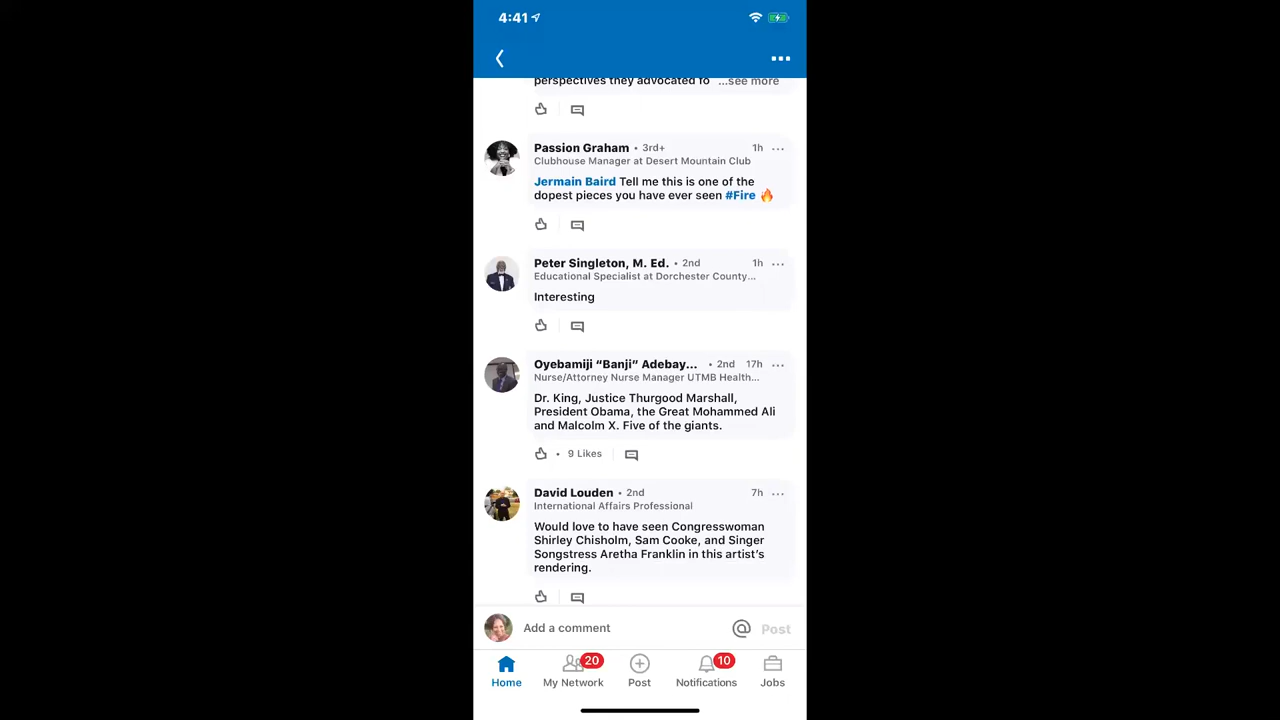 4:41
perspectives they advocated fo ...see more
Passion Graham • 3rd+ 1h
Clubhouse Manager at Desert Mountain Club
Jermain Baird Tell me this is one of the
dopest pieces you have ever seen #Fire 🔥
Peter Singleton, M. Ed. • 2nd 1h
Educational Specialist at Dorchester County...
Interesting
Oyebamiji “Banji” Adebay... • 2nd 17h
Nurse/Attorney Nurse Manager UTMB Health...
Dr. King, Justice Thurgood Marshall,
President Obama, the Great Mohammed Ali
and Malcolm X. Five of the giants.
• 9 Likes
David Louden • 2nd 7h
International Affairs Professional
Would love to have seen Congresswoman
Shirley Chisholm, Sam Cooke, and Singer
Songstress Aretha Franklin in this artist’s
rendering.
Add a comment @ Post
20 10
Home My Network Post Notifications Jobs